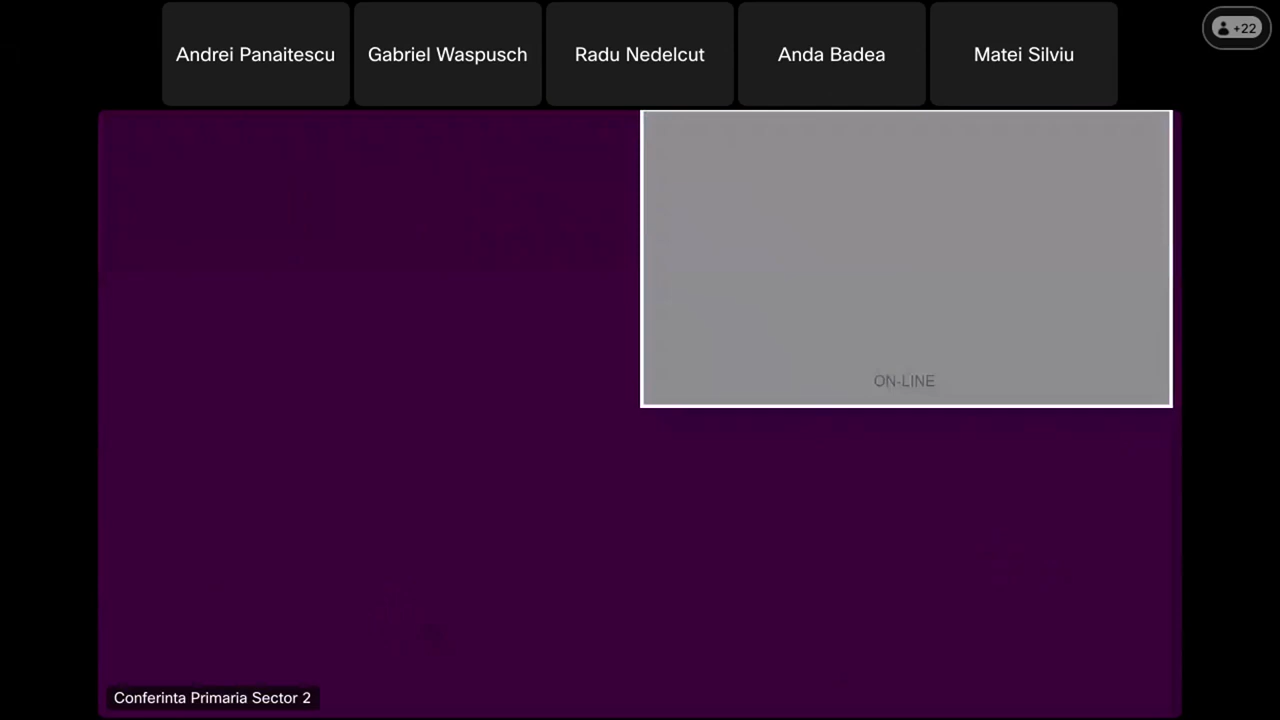 Andrei Panaitescu
Gabriel Waspusch
Radu Nedelcut
Anda Badea
Matei Silviu
+22
ON-LINE
Conferinta Primaria Sector 2